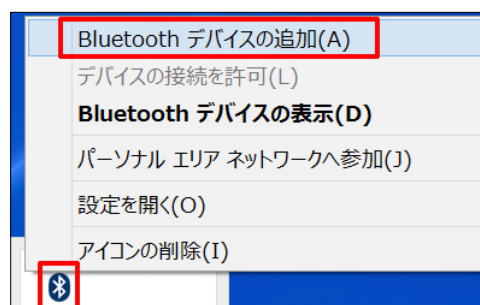 Bluetooth デバイスの追加(A)
デバイスの接続を許可(L)
Bluetooth デバイスの表示(D)
パーソナル エリア ネットワークへ参加(J)
設定を開く(O)
アイコンの削除(I)